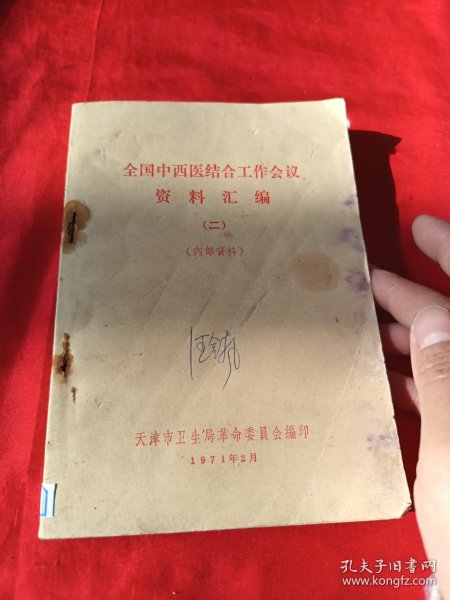 全国中西医结合工作会议
资料汇编
（二）
（内部资料）
天津市卫生局革命委员会编印
1971年2月
孔夫子旧书网
www.kongfz.com